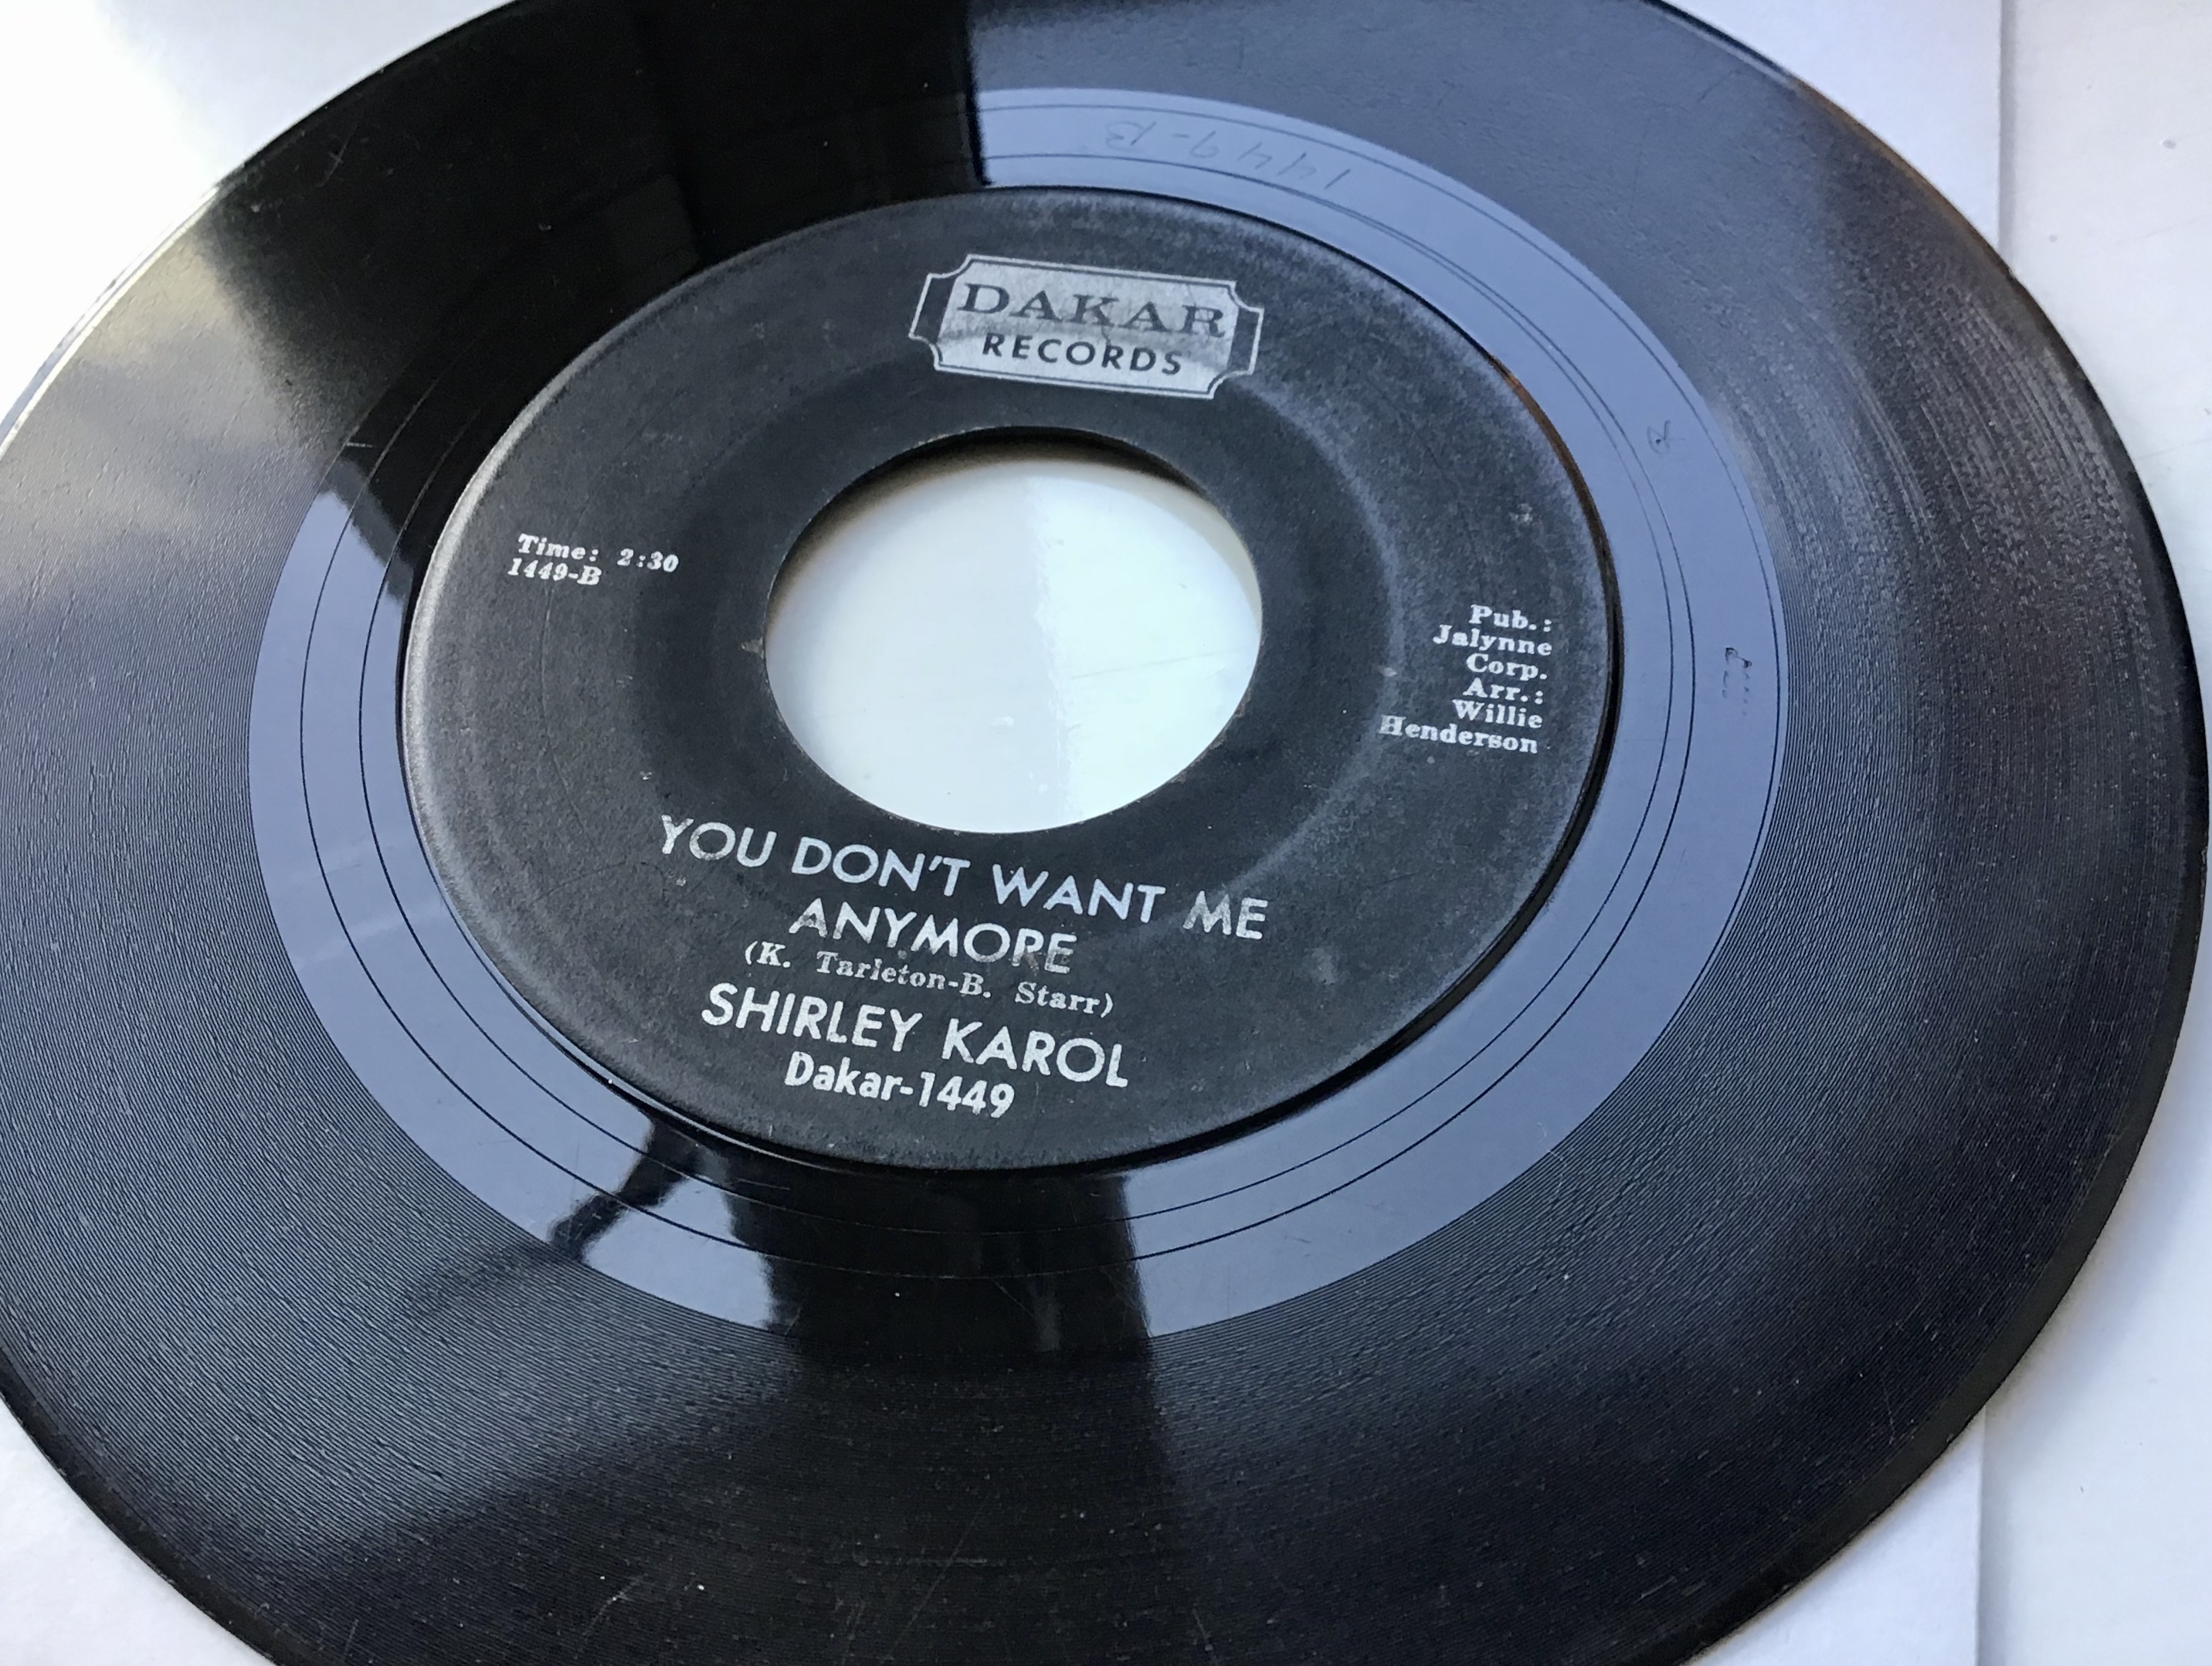 1449-B
DAKAR
RECORDS
Time: 2:30
1449-B
Pub.:
Jalynne
Corp.
Arr.:
Willie
Henderson
YOU DON'T WANT ME
ANYMORE
(K. Tarleton-B. Starr)
SHIRLEY KAROL
Dakar-1449